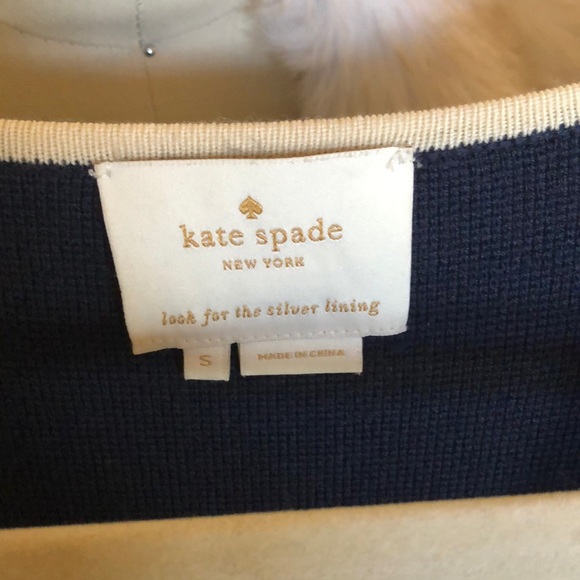 kate spade
NEW YORK
look for the silver lining
S
MADE IN CHINA